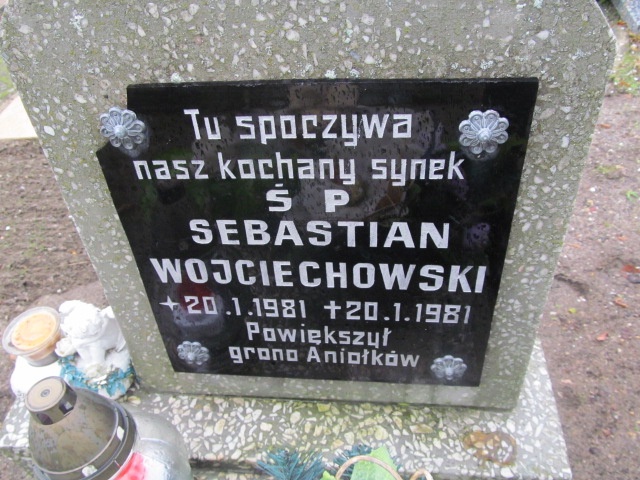 Tu spoczywa
nasz kochany synek
Ś P
SEBASTIAN
WOJCIECHOWSKI
20.1.1981 +20.1.1981
Powiększył
grono Aniołków